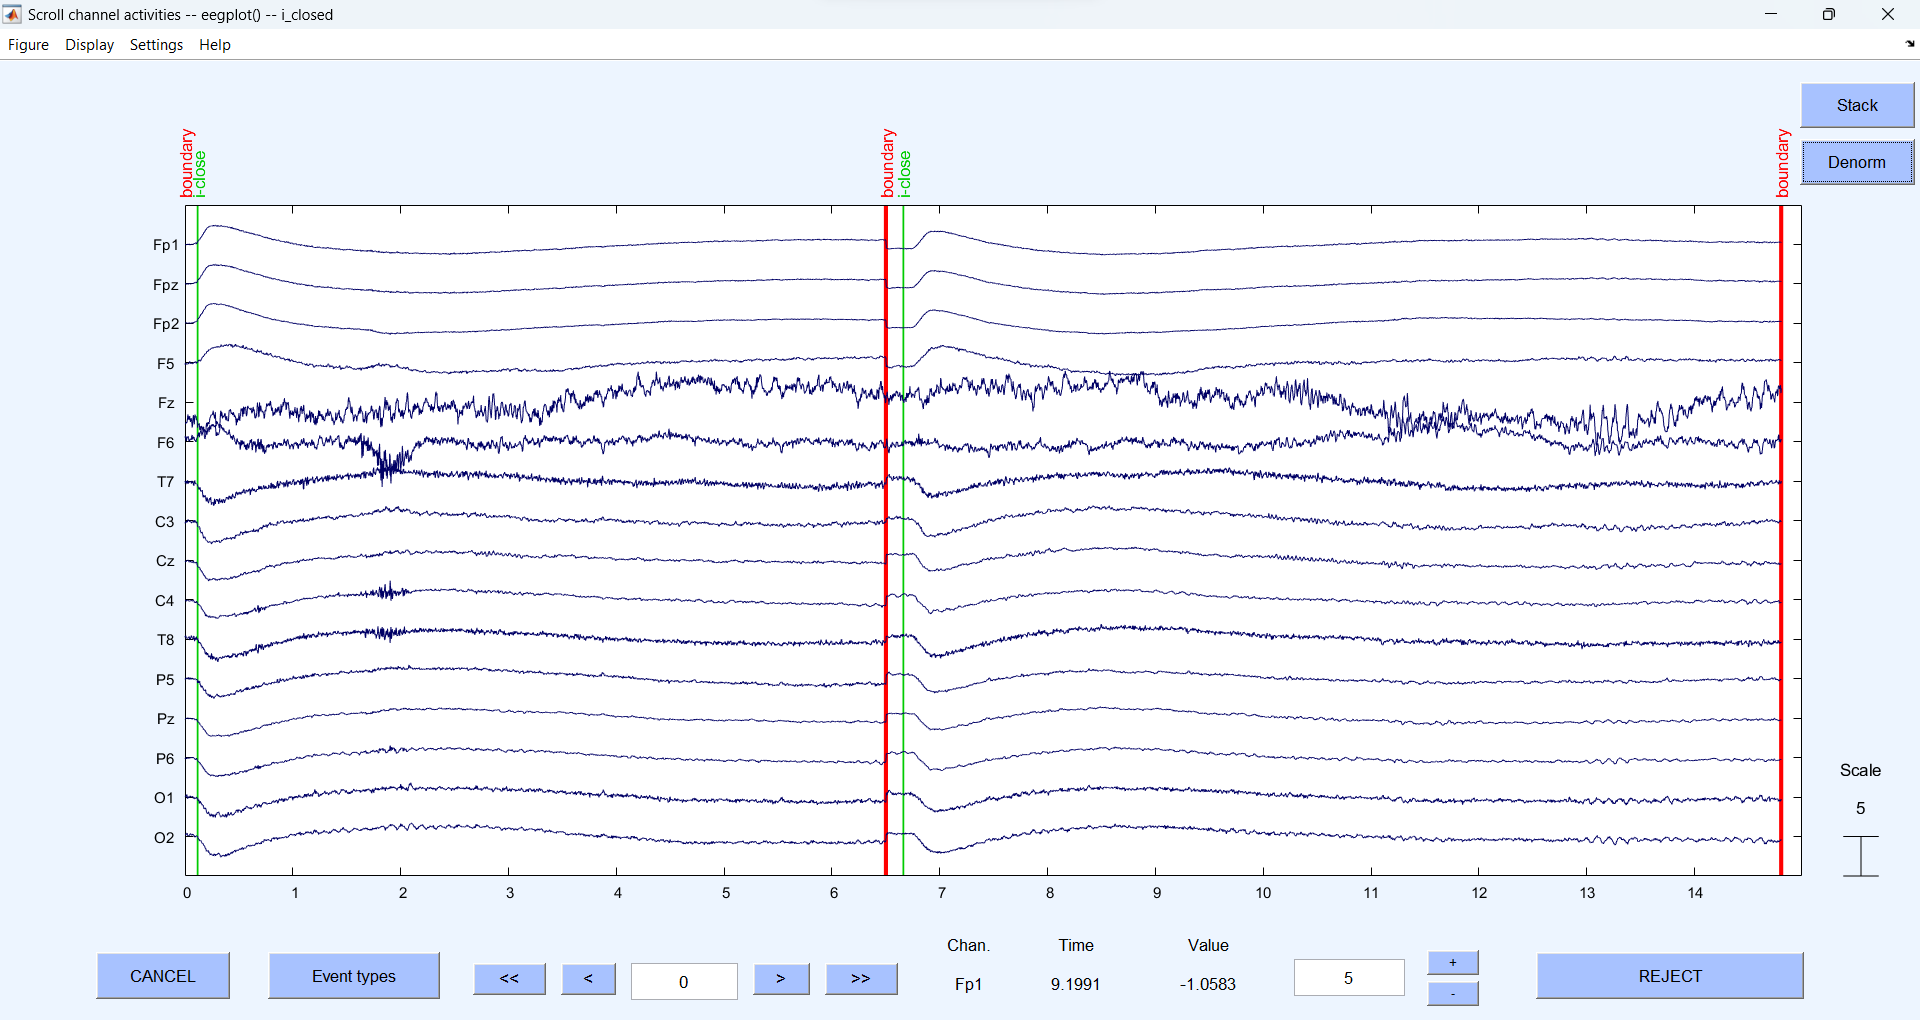 Scroll channel activities -- eegplot() -- i_closed
Figure Display Settings Help
Stack
Denorm
boundary
i-close
boundary
i-close
boundary
Fp1
Fpz
Fp2
F5
Fz
F6
T7
C3
Cz
C4
T8
P5
Pz
P6
O1
O2
0 1 2 3 4 5 6 7 8 9 10 11 12 13 14
Scale
5
Chan. Time Value
Fp1 9.1991 -1.0583
CANCEL Event types << < 0 > >> 5 + - REJECT